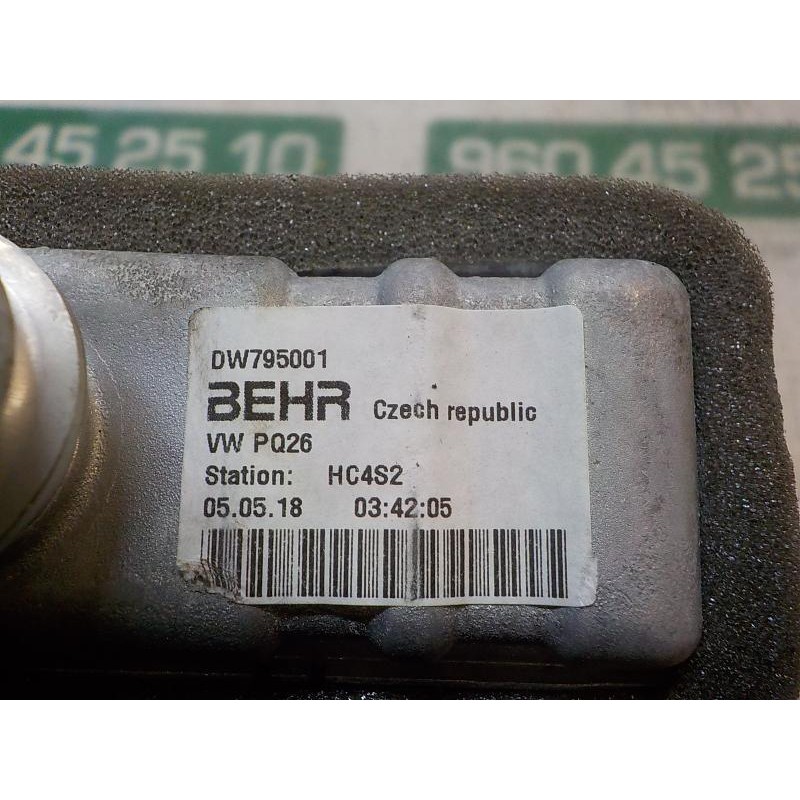 45 25 10
960 45 25
DW795001
BEHR Czech republic
VW PQ26
Station: HC4S2
05.05.18 03:42:05